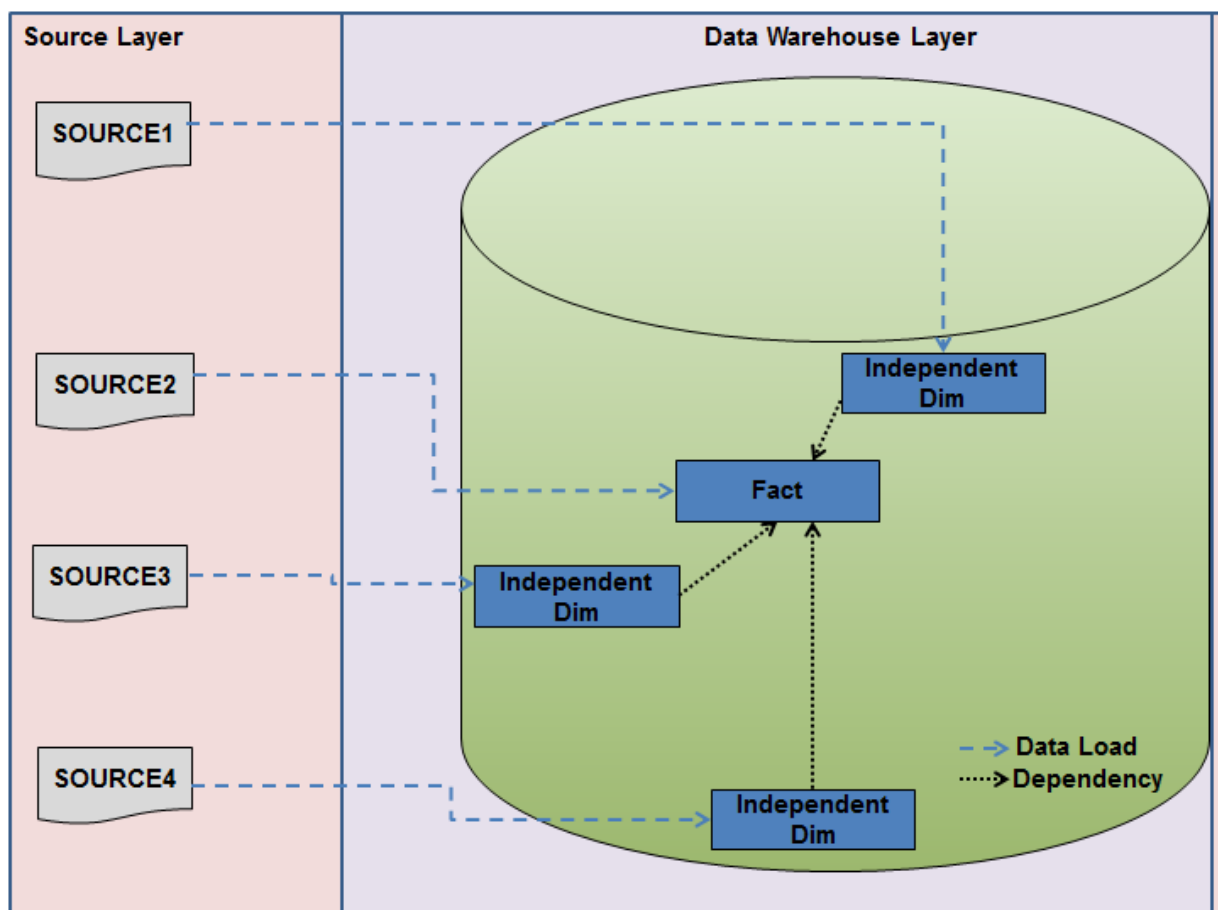 Source Layer
Data Warehouse Layer
SOURCE1
SOURCE2
Independent
Dim
Fact
SOURCE3
Independent
Dim
Data Load
Dependency
SOURCE4
Independent
Dim